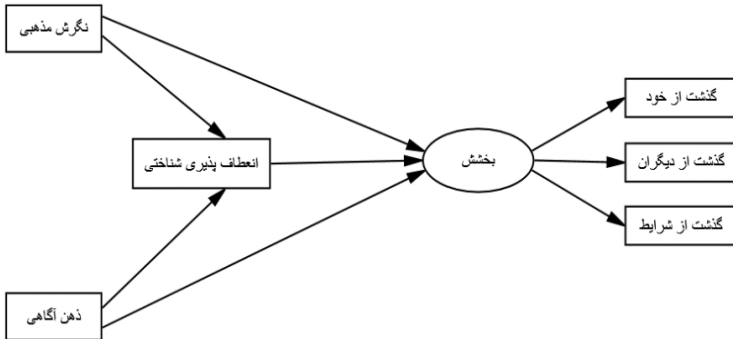 نگرش مذهبی
گذشت از خود
انعطاف پذیری شناختی
بخشش
گذشت از دیگران
گذشت از شرایط
ذهن آگاهی